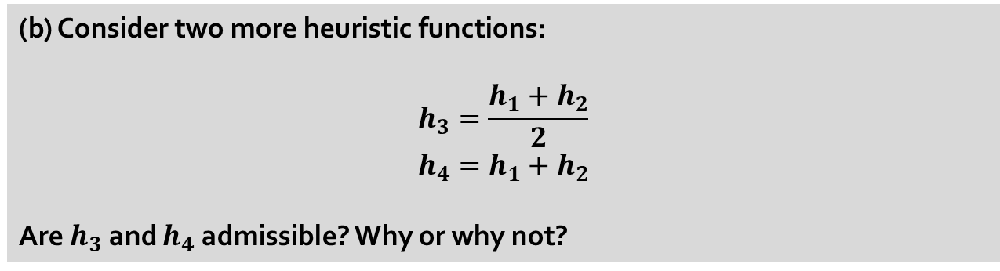 (b) Consider two more heuristic functions:
h₃ = (h₁ + h₂) / 2
h₄ = h₁ + h₂
Are h₃ and h₄ admissible? Why or why not?